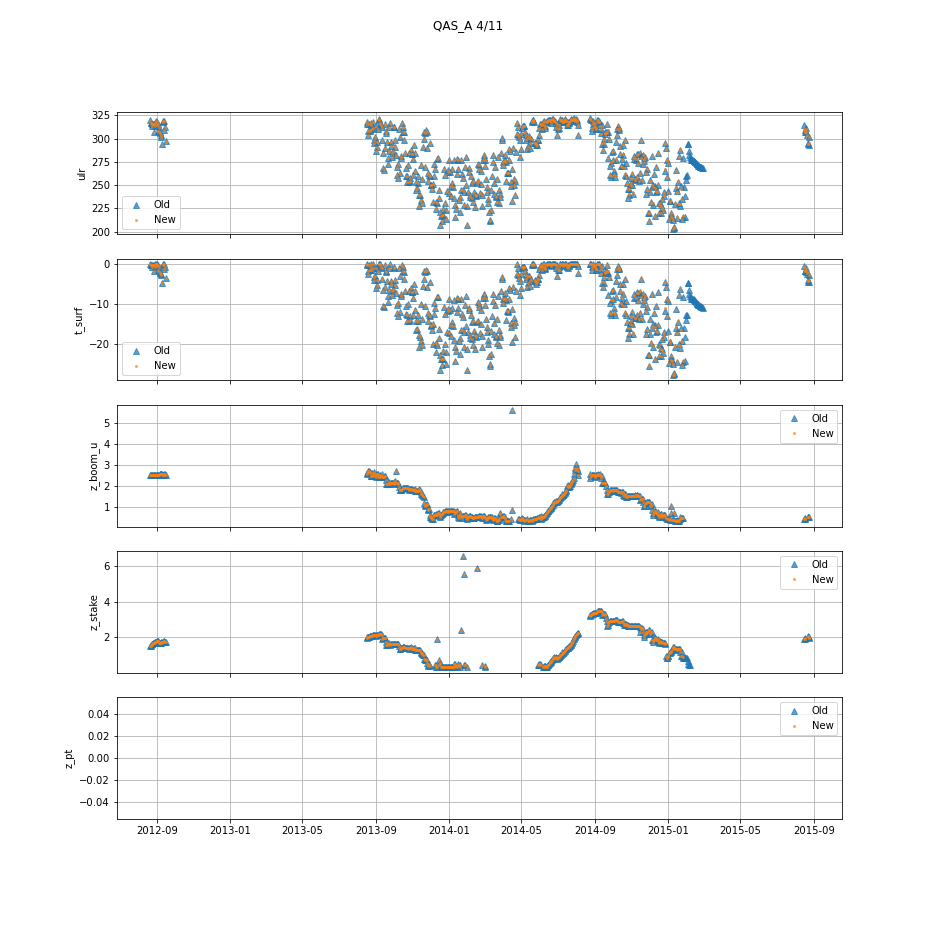 QAS_A 4/11
325
300
275
250
225
200
ulr
Old
New
0
−10
−20
t_surf
Old
New
5
4
3
2
1
z_boom_u
Old
New
6
4
2
z_stake
Old
New
0.04
0.02
0.00
−0.02
−0.04
z_pt
Old
New
2012-09 2013-01 2013-05 2013-09 2014-01 2014-05 2014-09 2015-01 2015-05 2015-09